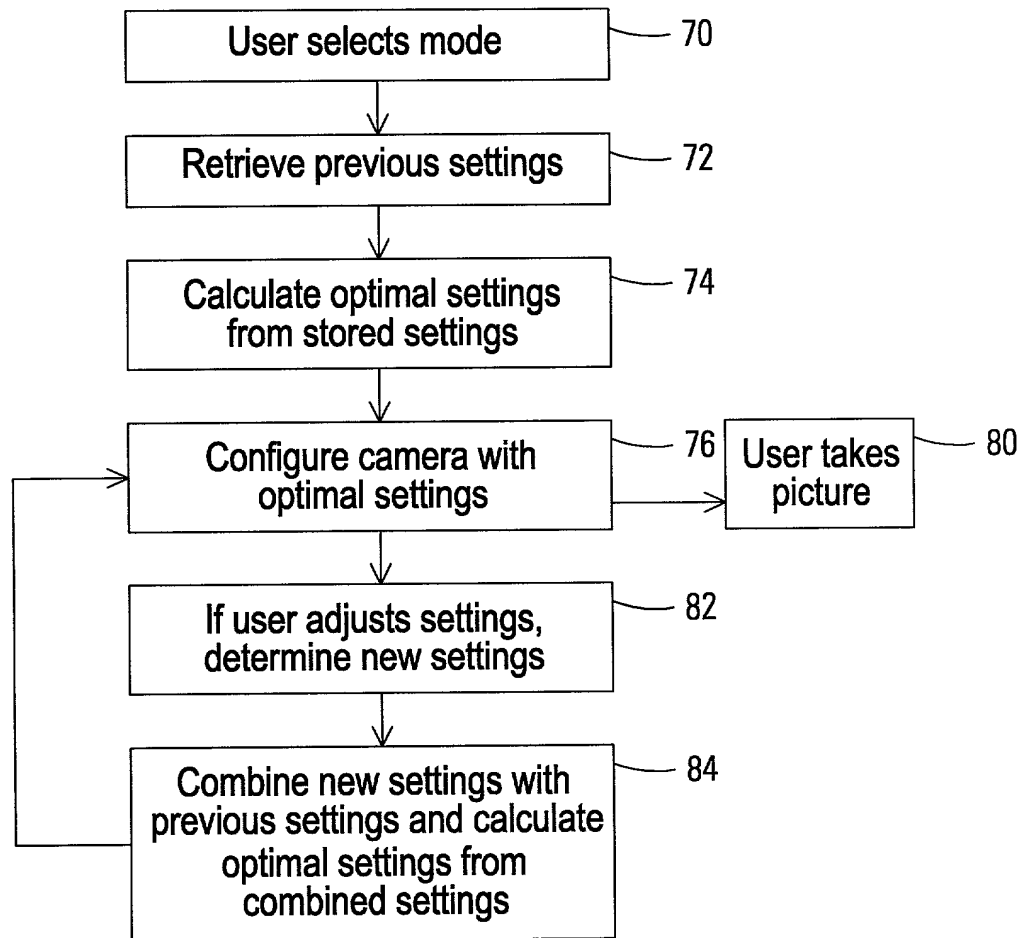 User selects mode
70
Retrieve previous settings
72
Calculate optimal settings
from stored settings
74
Configure camera with
optimal settings
76
User takes
picture
80
If user adjusts settings,
determine new settings
82
Combine new settings with
previous settings and calculate
optimal settings from
combined settings
84